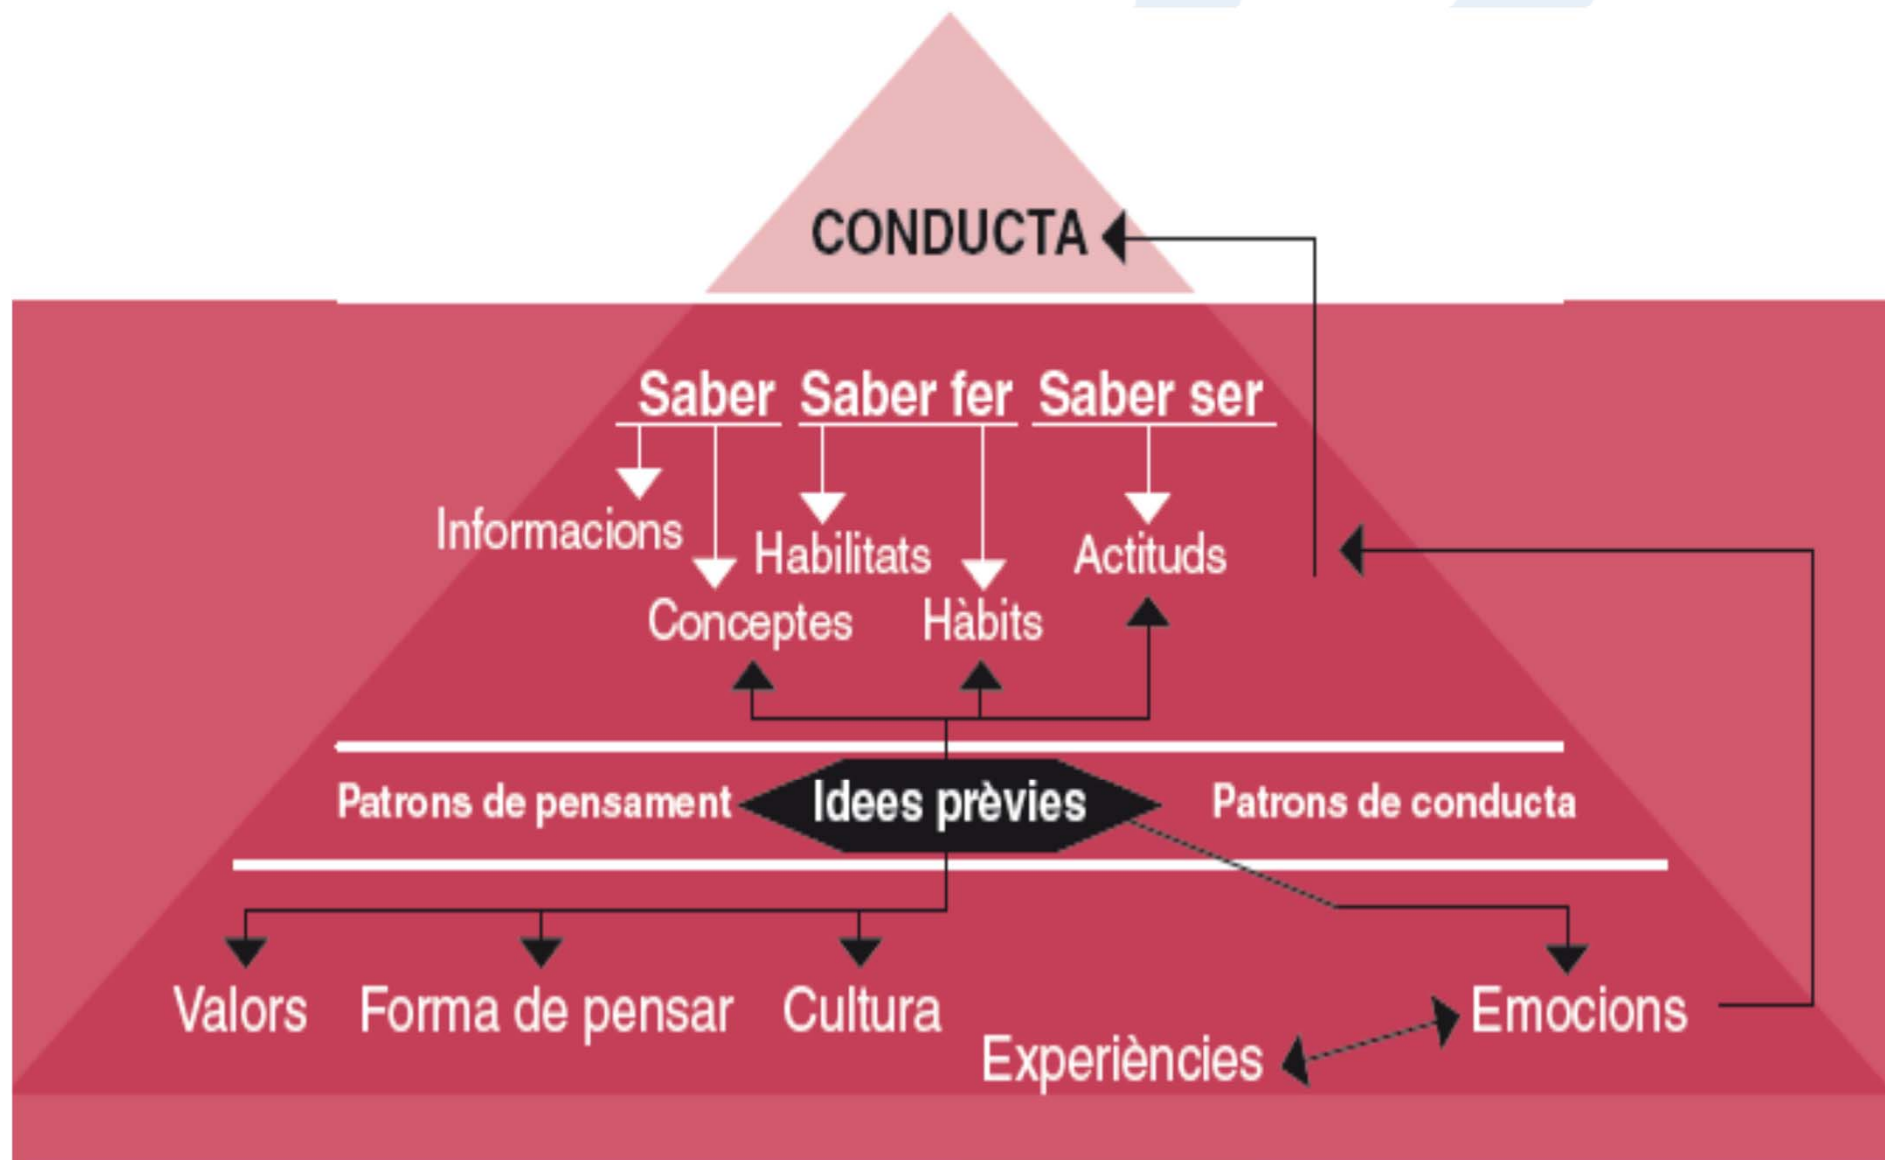 CONDUCTA
Saber Saber fer Saber ser
Informacions
Habilitats Actituds
Conceptes Hàbits
Patrons de pensament Idees prèvies Patrons de conducta
Valors Forma de pensar Cultura Emocions
Experiències